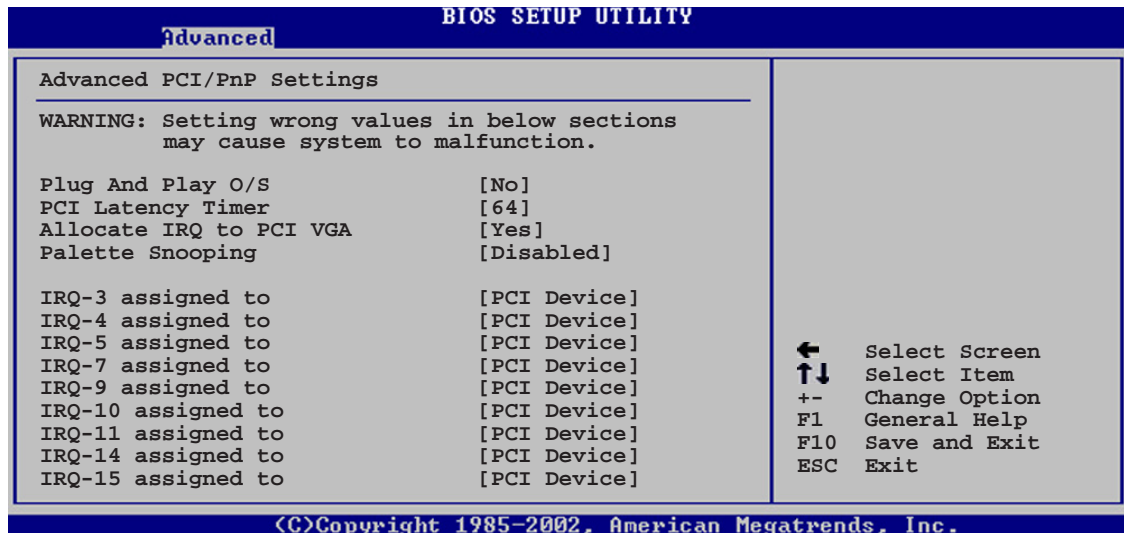 BIOS SETUP UTILITY
Advanced
Advanced PCI/PnP Settings
WARNING: Setting wrong values in below sections
may cause system to malfunction.
Plug And Play O/S [No]
PCI Latency Timer [64]
Allocate IRQ to PCI VGA [Yes]
Palette Snooping [Disabled]
IRQ-3 assigned to [PCI Device]
IRQ-4 assigned to [PCI Device]
IRQ-5 assigned to [PCI Device]
IRQ-7 assigned to [PCI Device]
IRQ-9 assigned to [PCI Device]
IRQ-10 assigned to [PCI Device]
IRQ-11 assigned to [PCI Device]
IRQ-14 assigned to [PCI Device]
IRQ-15 assigned to [PCI Device]
← Select Screen
↑↓ Select Item
+- Change Option
F1 General Help
F10 Save and Exit
ESC Exit
(C)Copyright 1985-2002, American Megatrends, Inc.